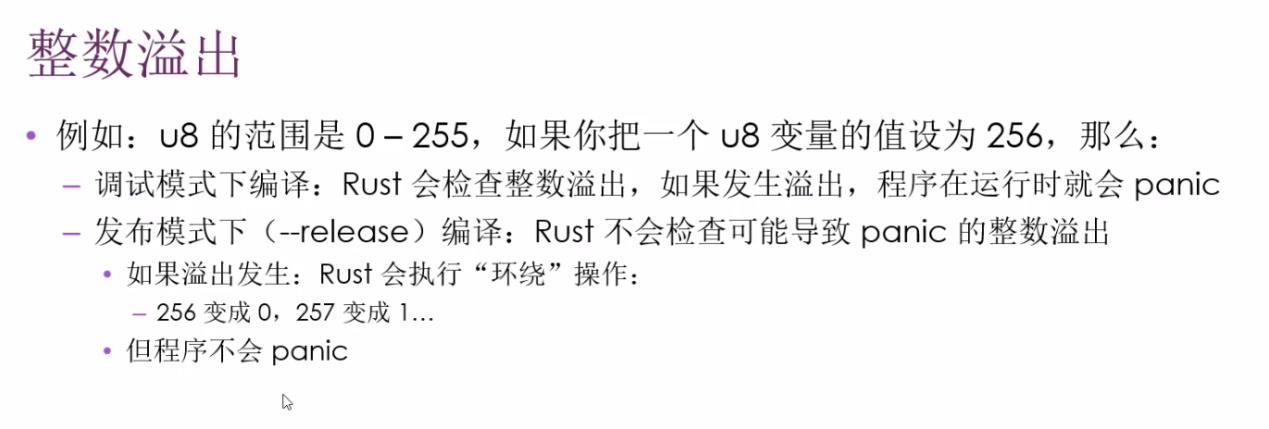 整数溢出
• 例如：u8 的范围是 0 – 255，如果你把一个 u8 变量的值设为 256，那么：
– 调试模式下编译：Rust 会检查整数溢出，如果发生溢出，程序在运行时就会 panic
– 发布模式下（--release）编译：Rust 不会检查可能导致 panic 的整数溢出
• 如果溢出发生：Rust 会执行“环绕”操作：
– 256 变成 0，257 变成 1…
• 但程序不会 panic